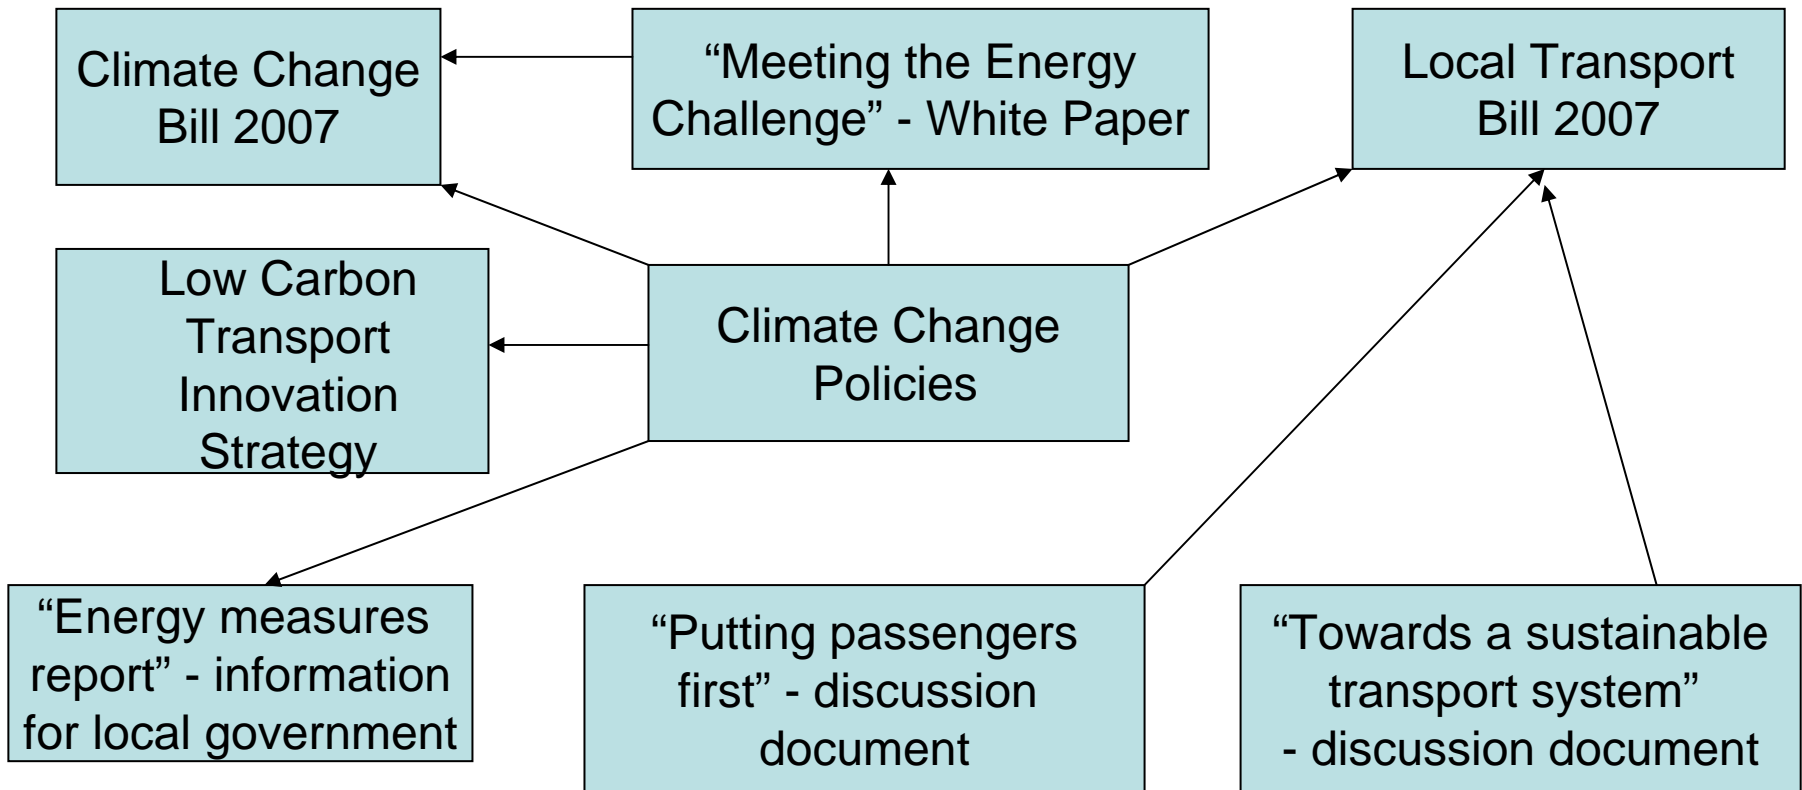 Climate Change
Bill 2007
“Meeting the Energy
Challenge” - White Paper
Local Transport
Bill 2007
Low Carbon
Transport
Innovation
Strategy
Climate Change
Policies
“Energy measures
report” - information
for local government
“Putting passengers
first” - discussion
document
“Towards a sustainable
transport system”
- discussion document